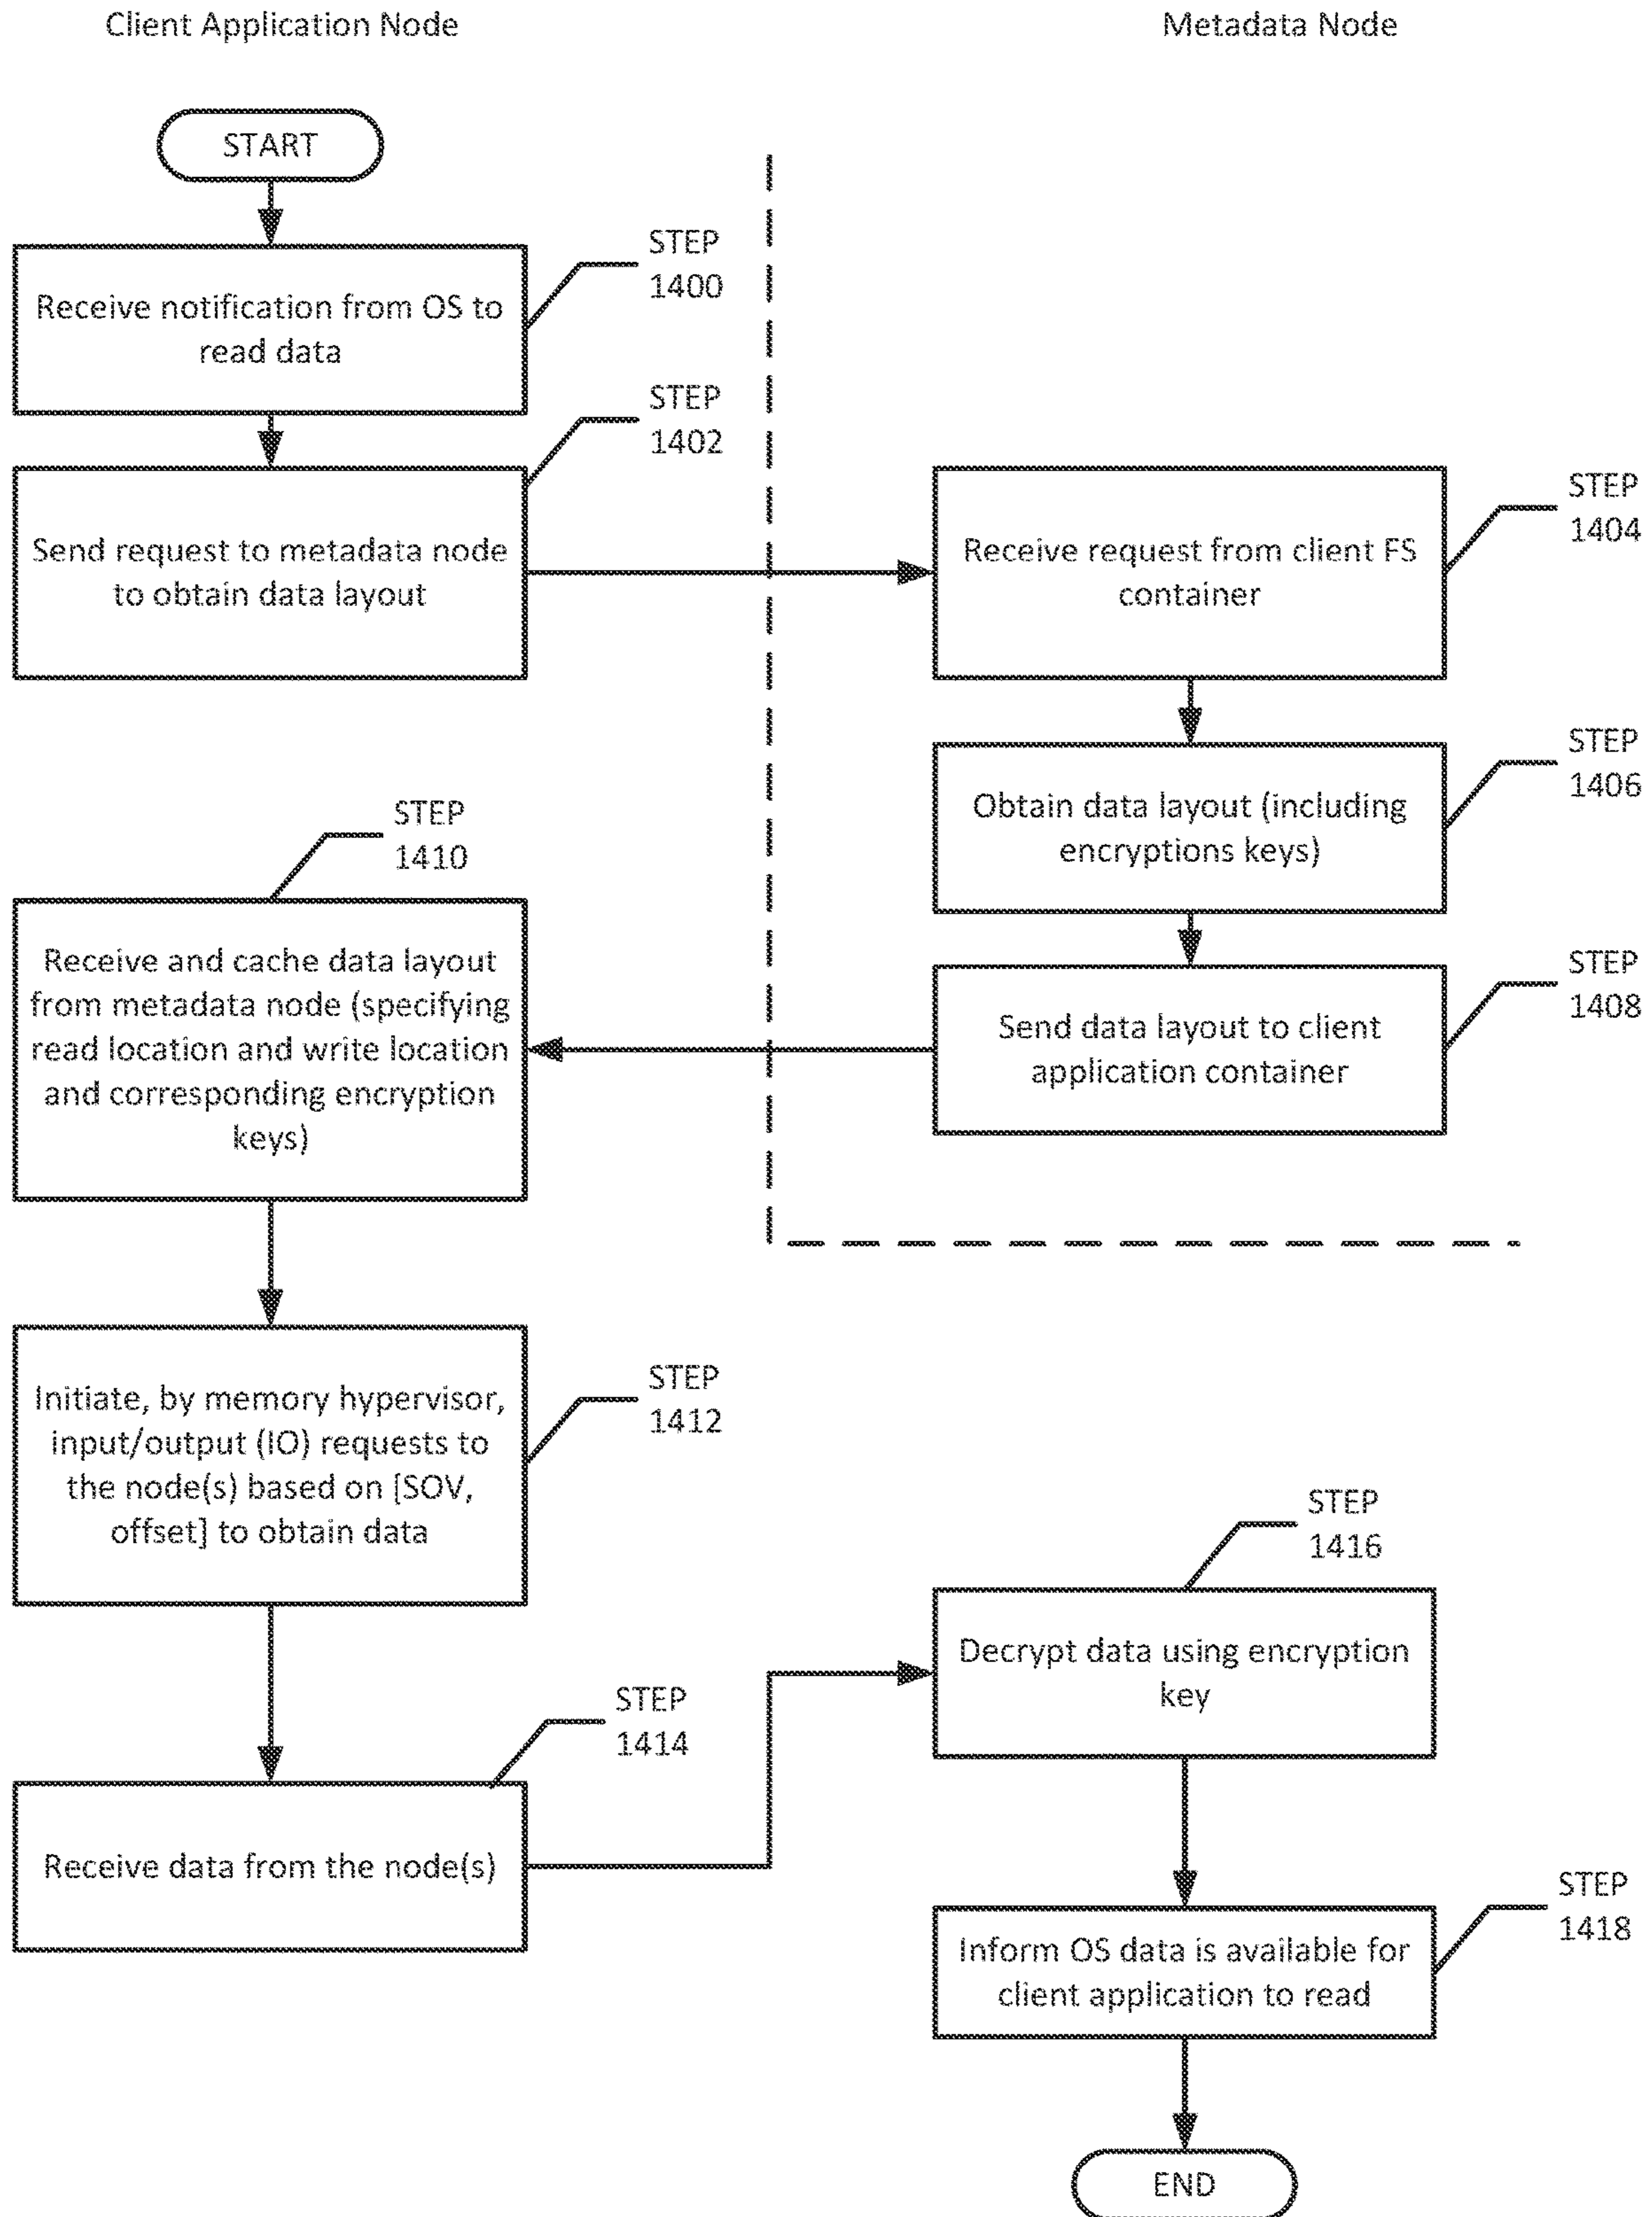 Client Application Node
Metadata Node
START
STEP
1400
Receive notification from OS to
read data
STEP
1402
Send request to metadata node
to obtain data layout
STEP
1404
Receive request from client FS
container
STEP
1406
Obtain data layout (including
encryptions keys)
STEP
1408
Send data layout to client
application container
STEP
1410
Receive and cache data layout
from metadata node (specifying
read location and write location
and corresponding encryption
keys)
STEP
1412
Initiate, by memory hypervisor,
input/output (IO) requests to
the node(s) based on [SOV,
offset] to obtain data
STEP
1414
Receive data from the node(s)
STEP
1416
Decrypt data using encryption
key
STEP
1418
Inform OS data is available for
client application to read
END